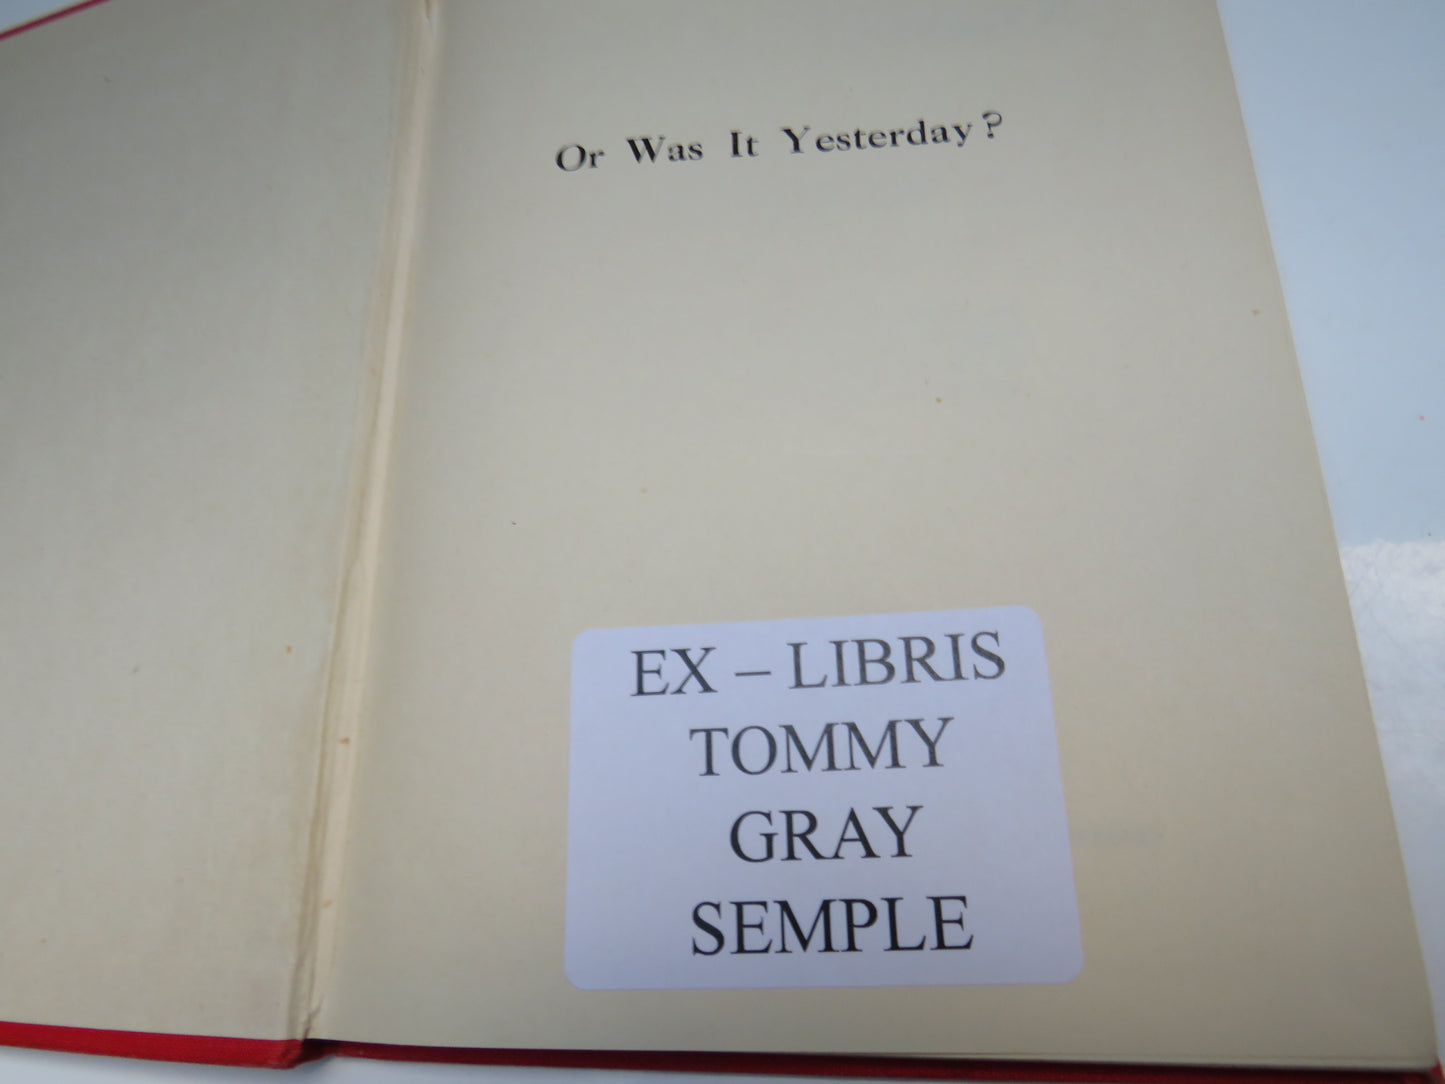 Or Was It Yesterday?
EX – LIBRIS
TOMMY
GRAY
SEMPLE